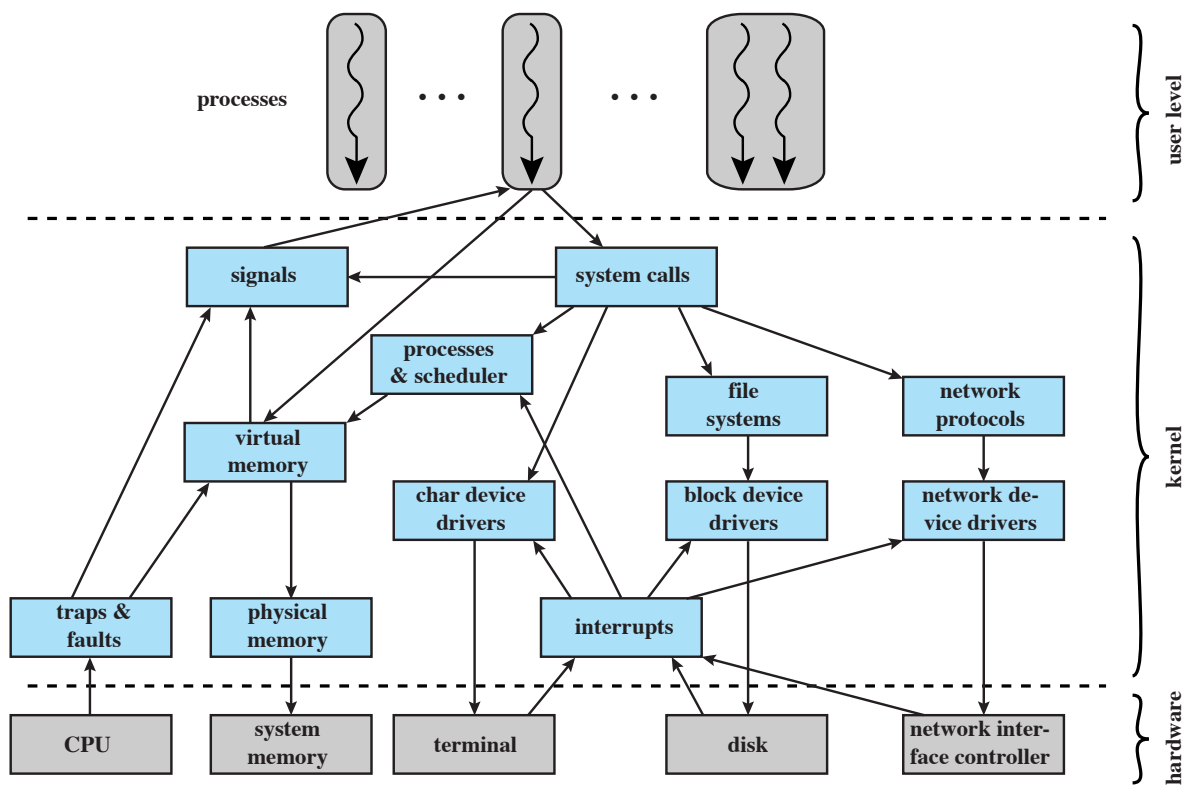 processes
• • •
• • •
user level
signals
system calls
processes
& scheduler
file
systems
network
protocols
virtual
memory
kernel
char device
drivers
block device
drivers
network de-
vice drivers
traps &
faults
physical
memory
interrupts
CPU
system
memory
terminal
disk
network inter-
face controller
hardware